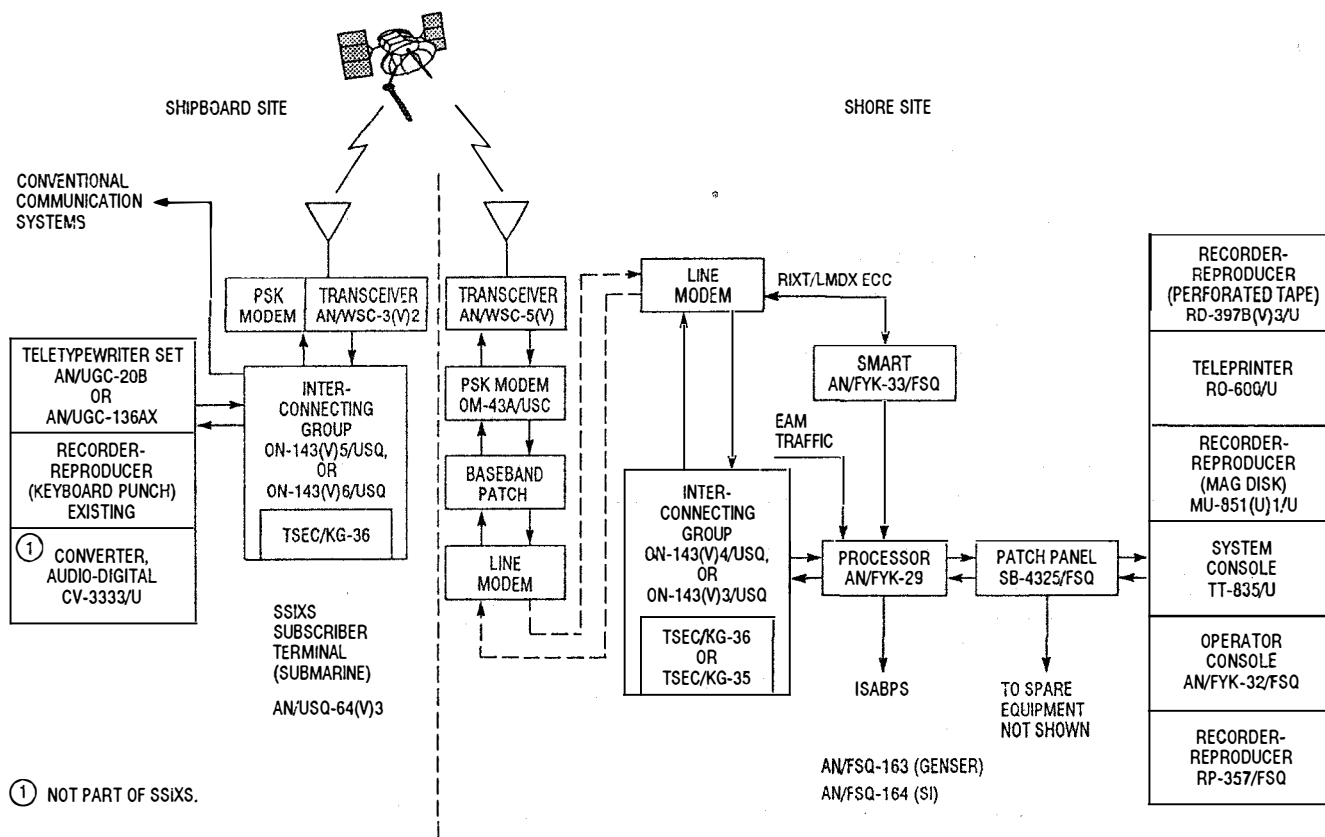 SHIPBOARD SITE
SHORE SITE
CONVENTIONAL
COMMUNICATION
SYSTEMS
PSK
MODEM
TRANSCEIVER
AN/WSC-3(V)2
TELETYPEWRITER SET
AN/UGC-20B
OR
AN/UGC-136AX
RECORDER-
REPRODUCER
(KEYBOARD PUNCH)
EXISTING
1
CONVERTER,
AUDIO-DIGITAL
CV-3333/U
INTER-
CONNECTING
GROUP
ON-143(V)5/USQ,
OR
ON-143(V)6/USQ
TSEC/KG-36
SSIXS
SUBSCRIBER
TERMINAL
(SUBMARINE)
AN/USQ-64(V)3
TRANSCEIVER
AN/WSC-5(V)
PSK MODEM
OM-43A/USC
BASEBAND
PATCH
LINE
MODEM
LINE
MODEM
RIXT/LMDX ECC
SMART
AN/FYK-33/FSQ
EAM
TRAFFIC
INTER-
CONNECTING
GROUP
ON-143(V)4/USQ,
OR
ON-143(V)3/USQ
TSEC/KG-36
OR
TSEC/KG-35
PROCESSOR
AN/FYK-29
PATCH PANEL
SB-4325/FSQ
ISABPS
TO SPARE
EQUIPMENT
NOT SHOWN
AN/FSQ-163 (GENSER)
AN/FSQ-164 (SI)
RECORDER-
REPRODUCER
(PERFORATED TAPE)
RD-397B(V)3/U
TELEPRINTER
RO-600/U
RECORDER-
REPRODUCER
(MAG DISK)
MU-851(U)1/U
SYSTEM
CONSOLE
TT-835/U
OPERATOR
CONSOLE
AN/FYK-32/FSQ
RECORDER-
REPRODUCER
RP-357/FSQ
1 NOT PART OF SSIXS.